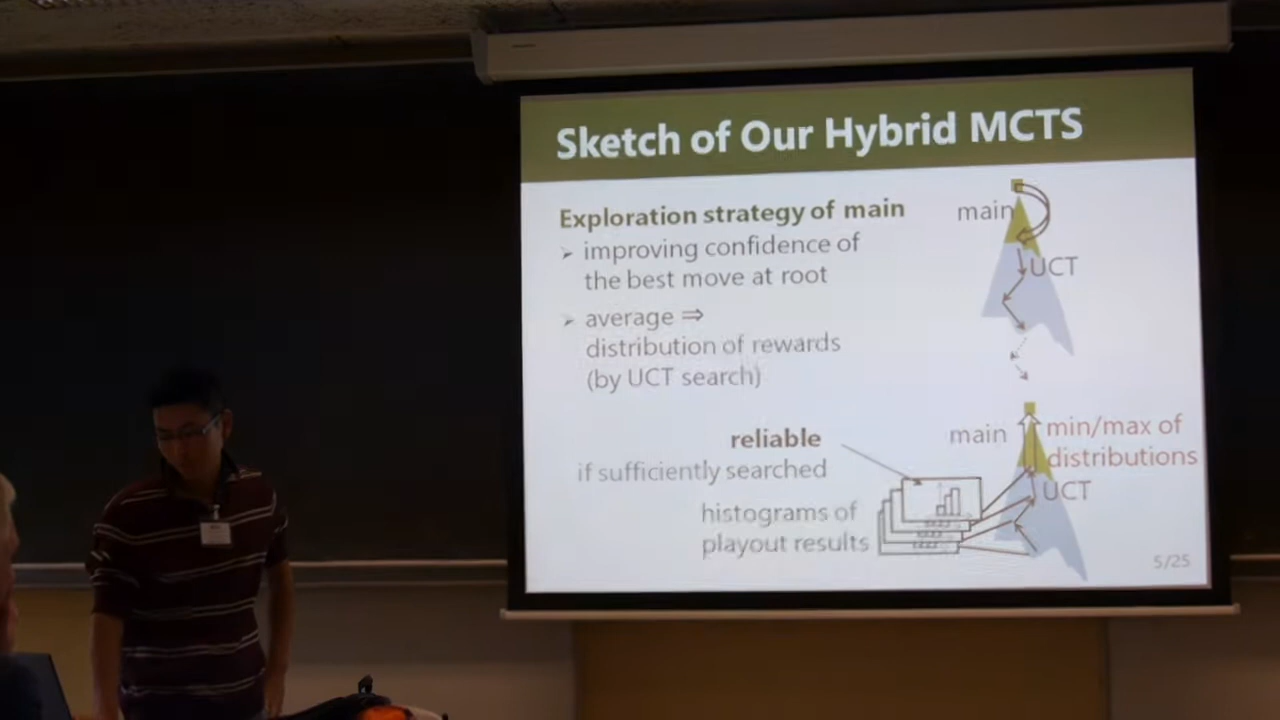 Sketch of Our Hybrid MCTS
Exploration strategy of main
➢ improving confidence of
the best move at root
➢ average ⇒
distribution of rewards
(by UCT search)
main
UCT
reliable
if sufficiently searched
histograms of
playout results
main
min/max of
distributions
UCT
5/25